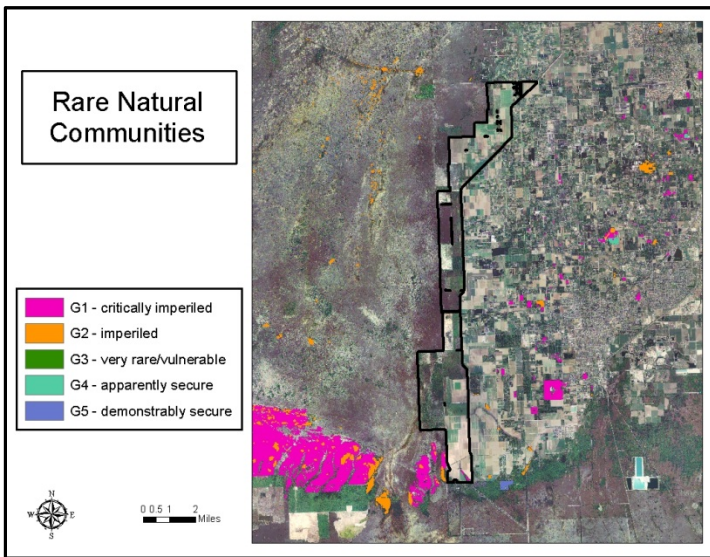 Rare Natural
Communities
G1 - critically imperiled
G2 - imperiled
G3 - very rare/vulnerable
G4 - apparently secure
G5 - demonstrably secure
N
W
E
S
0 0.5 1 2
Miles